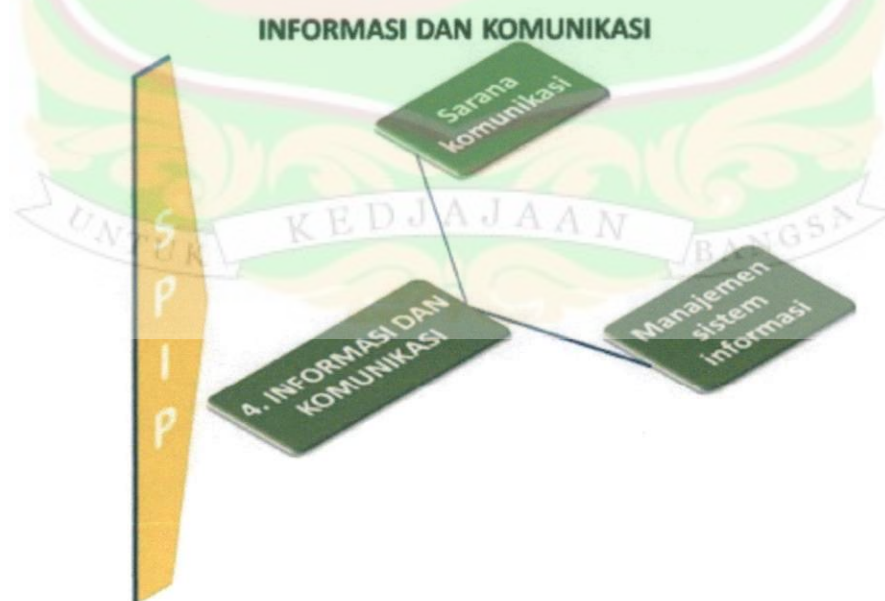 INFORMASI DAN KOMUNIKASI
Sarana
komunikasi
UNTUK KEDJAJAAN BANGSA
S
P
I
P
Manajemen
sistem
informasi
4. INFORMASI DAN
KOMUNIKASI